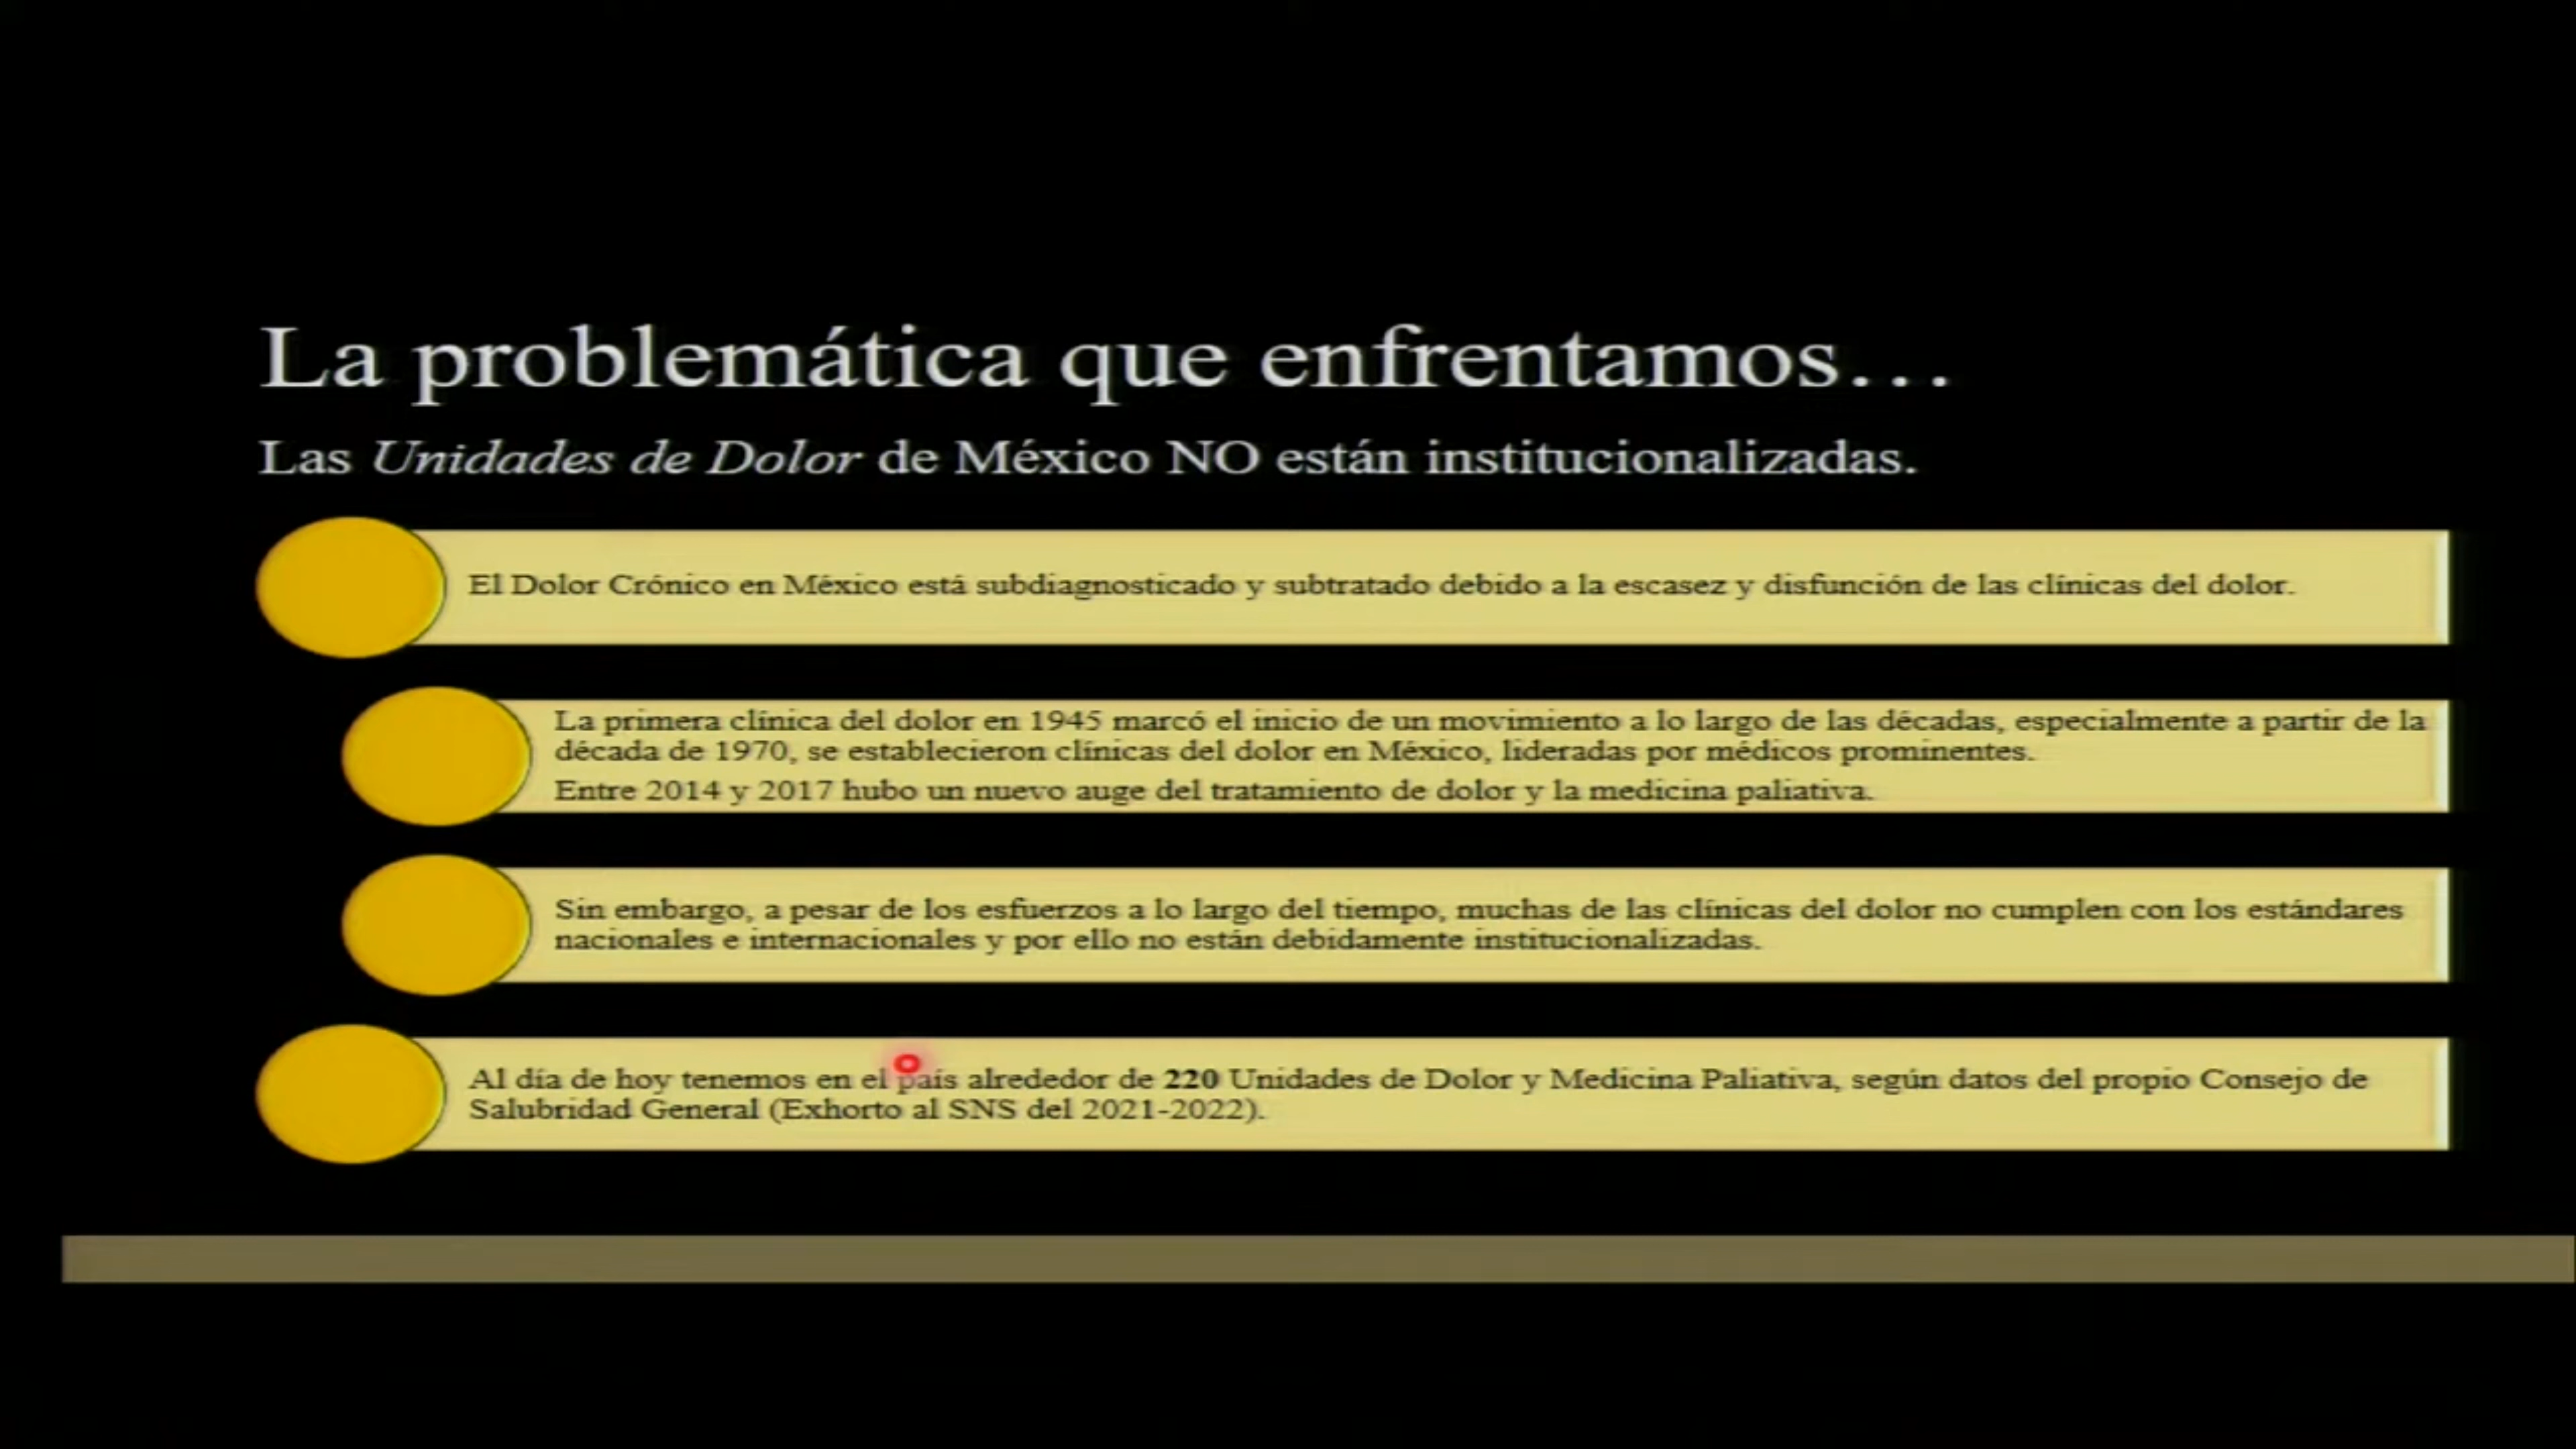 La problemática que enfrentamos…
Las Unidades de Dolor de México NO están institucionalizadas.
El Dolor Crónico en México está subdiagnosticado y subtratado debido a la escasez y disfunción de las clínicas del dolor.
La primera clínica del dolor en 1945 marcó el inicio de un movimiento a lo largo de las décadas, especialmente a partir de la
década de 1970, se establecieron clínicas del dolor en México, lideradas por médicos prominentes.
Entre 2014 y 2017 hubo un nuevo auge del tratamiento de dolor y la medicina paliativa.
Sin embargo, a pesar de los esfuerzos a lo largo del tiempo, muchas de las clínicas del dolor no cumplen con los estándares
nacionales e internacionales y por ello no están debidamente institucionalizadas.
Al día de hoy tenemos en el país alrededor de 220 Unidades de Dolor y Medicina Paliativa, según datos del propio Consejo de
Salubridad General (Exhorto al SNS del 2021-2022).